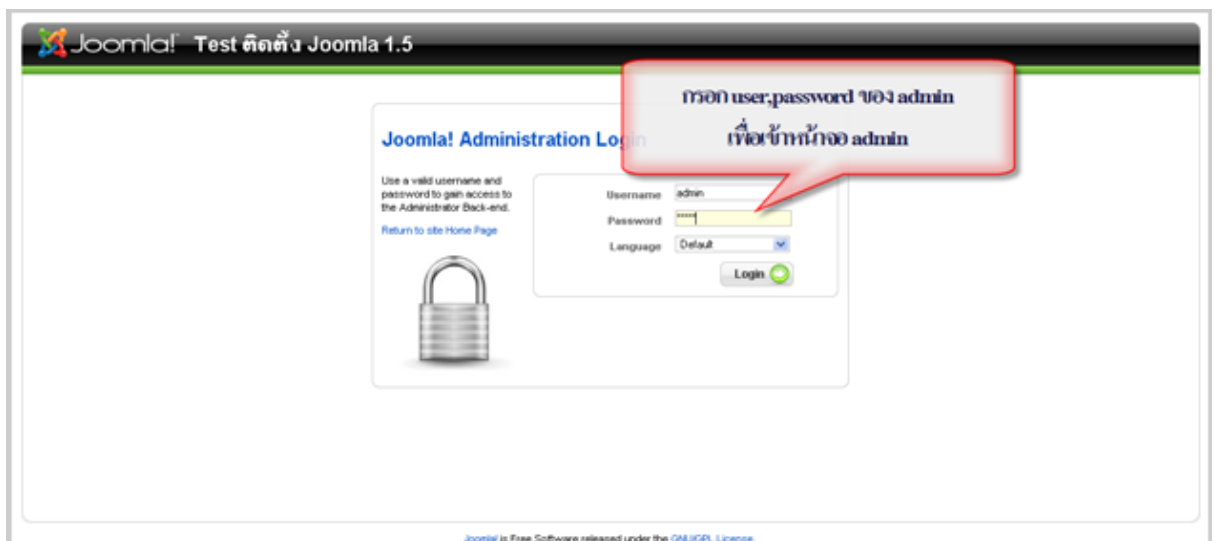 Joomla! Test ติดตั้ง Joomla 1.5
กรอก user,password ของ admin
เพื่อเข้าหน้าจอ admin
Joomla! Administration Login
Use a valid username and
password to gain access to
the Administrator Back-end.
Return to site Home Page
Username admin
Password *****
Language Default
Login
Joomla! is Free Software released under the GNU/GPL License.